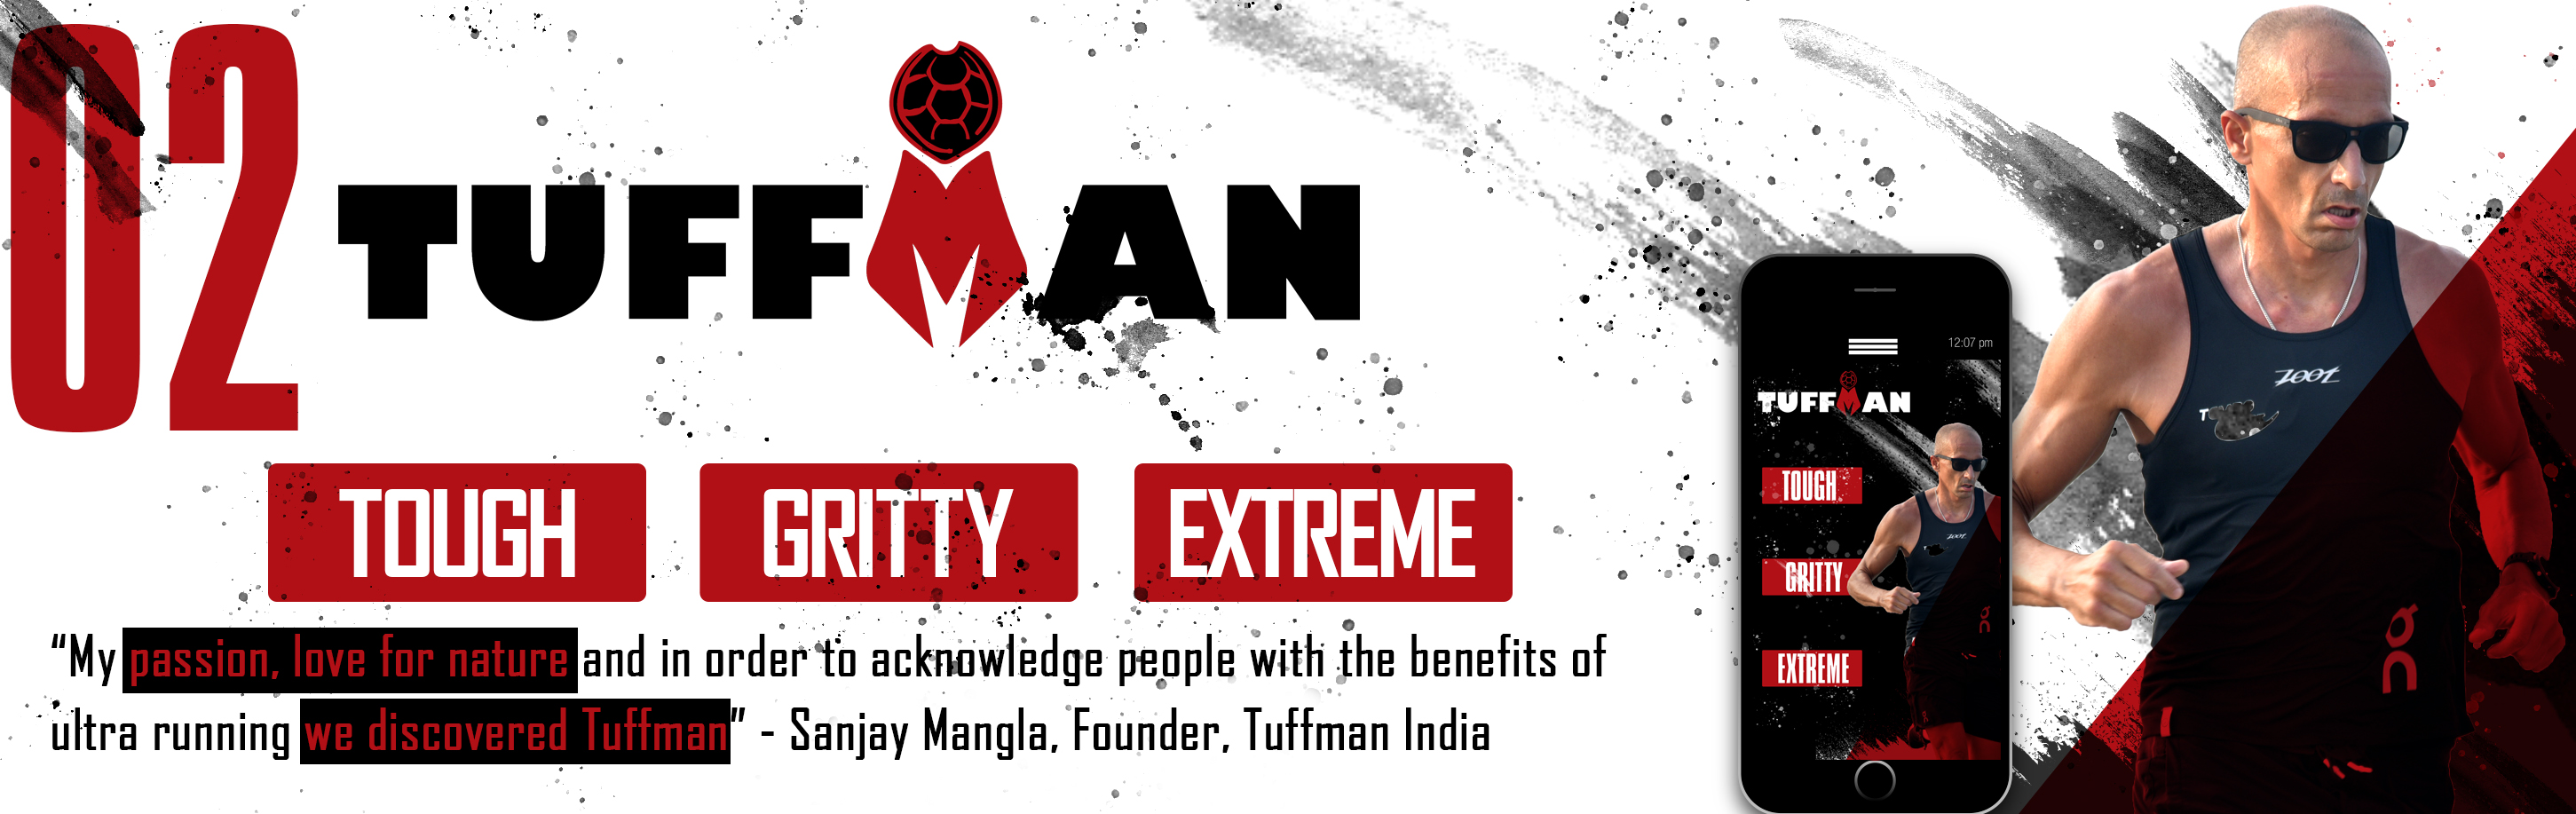 02
TUFFMAN
TOUGH
GRITTY
EXTREME
“My passion, love for nature and in order to acknowledge people with the benefits of
ultra running we discovered Tuffman” - Sanjay Mangla, Founder, Tuffman India
12:07 pm
TUFFMAN
TOUGH
GRITTY
EXTREME
ZOOT